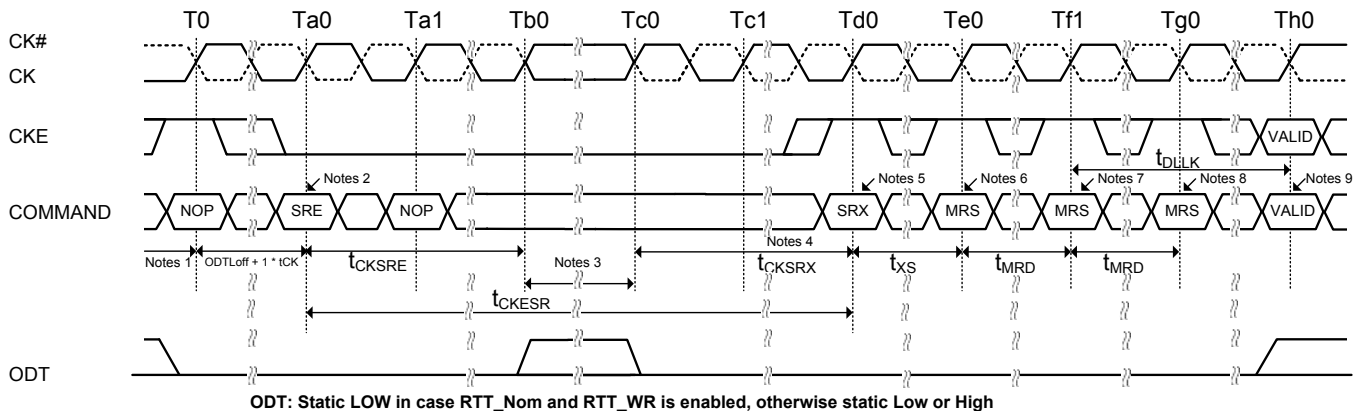 T0 Ta0 Ta1 Tb0 Tc0 Tc1 Td0 Te0 Tf1 Tg0 Th0
CK#
CK
CKE VALID
tDLLK
Notes 2 Notes 5 Notes 6 Notes 7 Notes 8 Notes 9
COMMAND NOP SRE NOP SRX MRS MRS MRS VALID
Notes 1 ODTLoff + 1 * tCK tCKSRE Notes 3 Notes 4 tCKSRX tXS tMRD tMRD
tCKESR
ODT
ODT: Static LOW in case RTT_Nom and RTT_WR is enabled, otherwise static Low or High